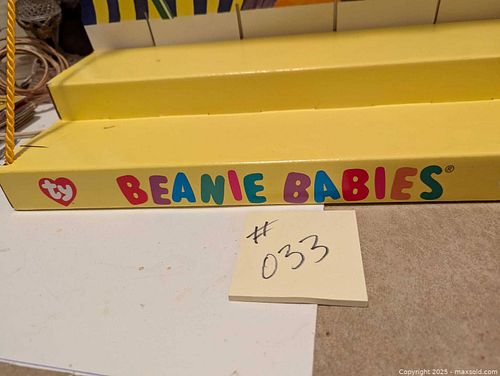 ty BEANIE BABIES®
#
033
Copyright 2025 - maxsold.com